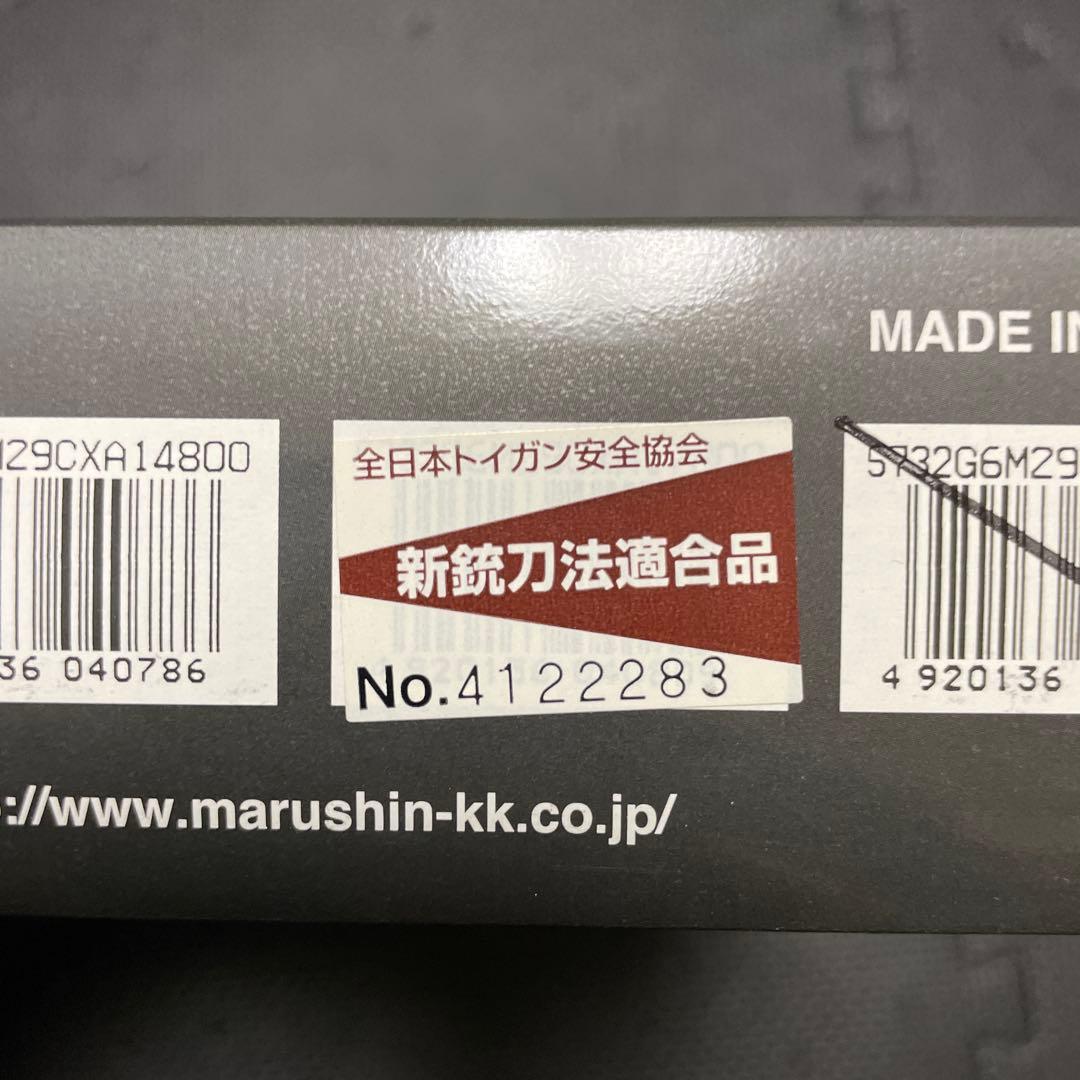 MADE IN
M29CXA14800
36 040786
全日本トイガン安全協会
新銃刀法適合品
No.4122283
5732G6M29
4 920136
://www.marushin-kk.co.jp/